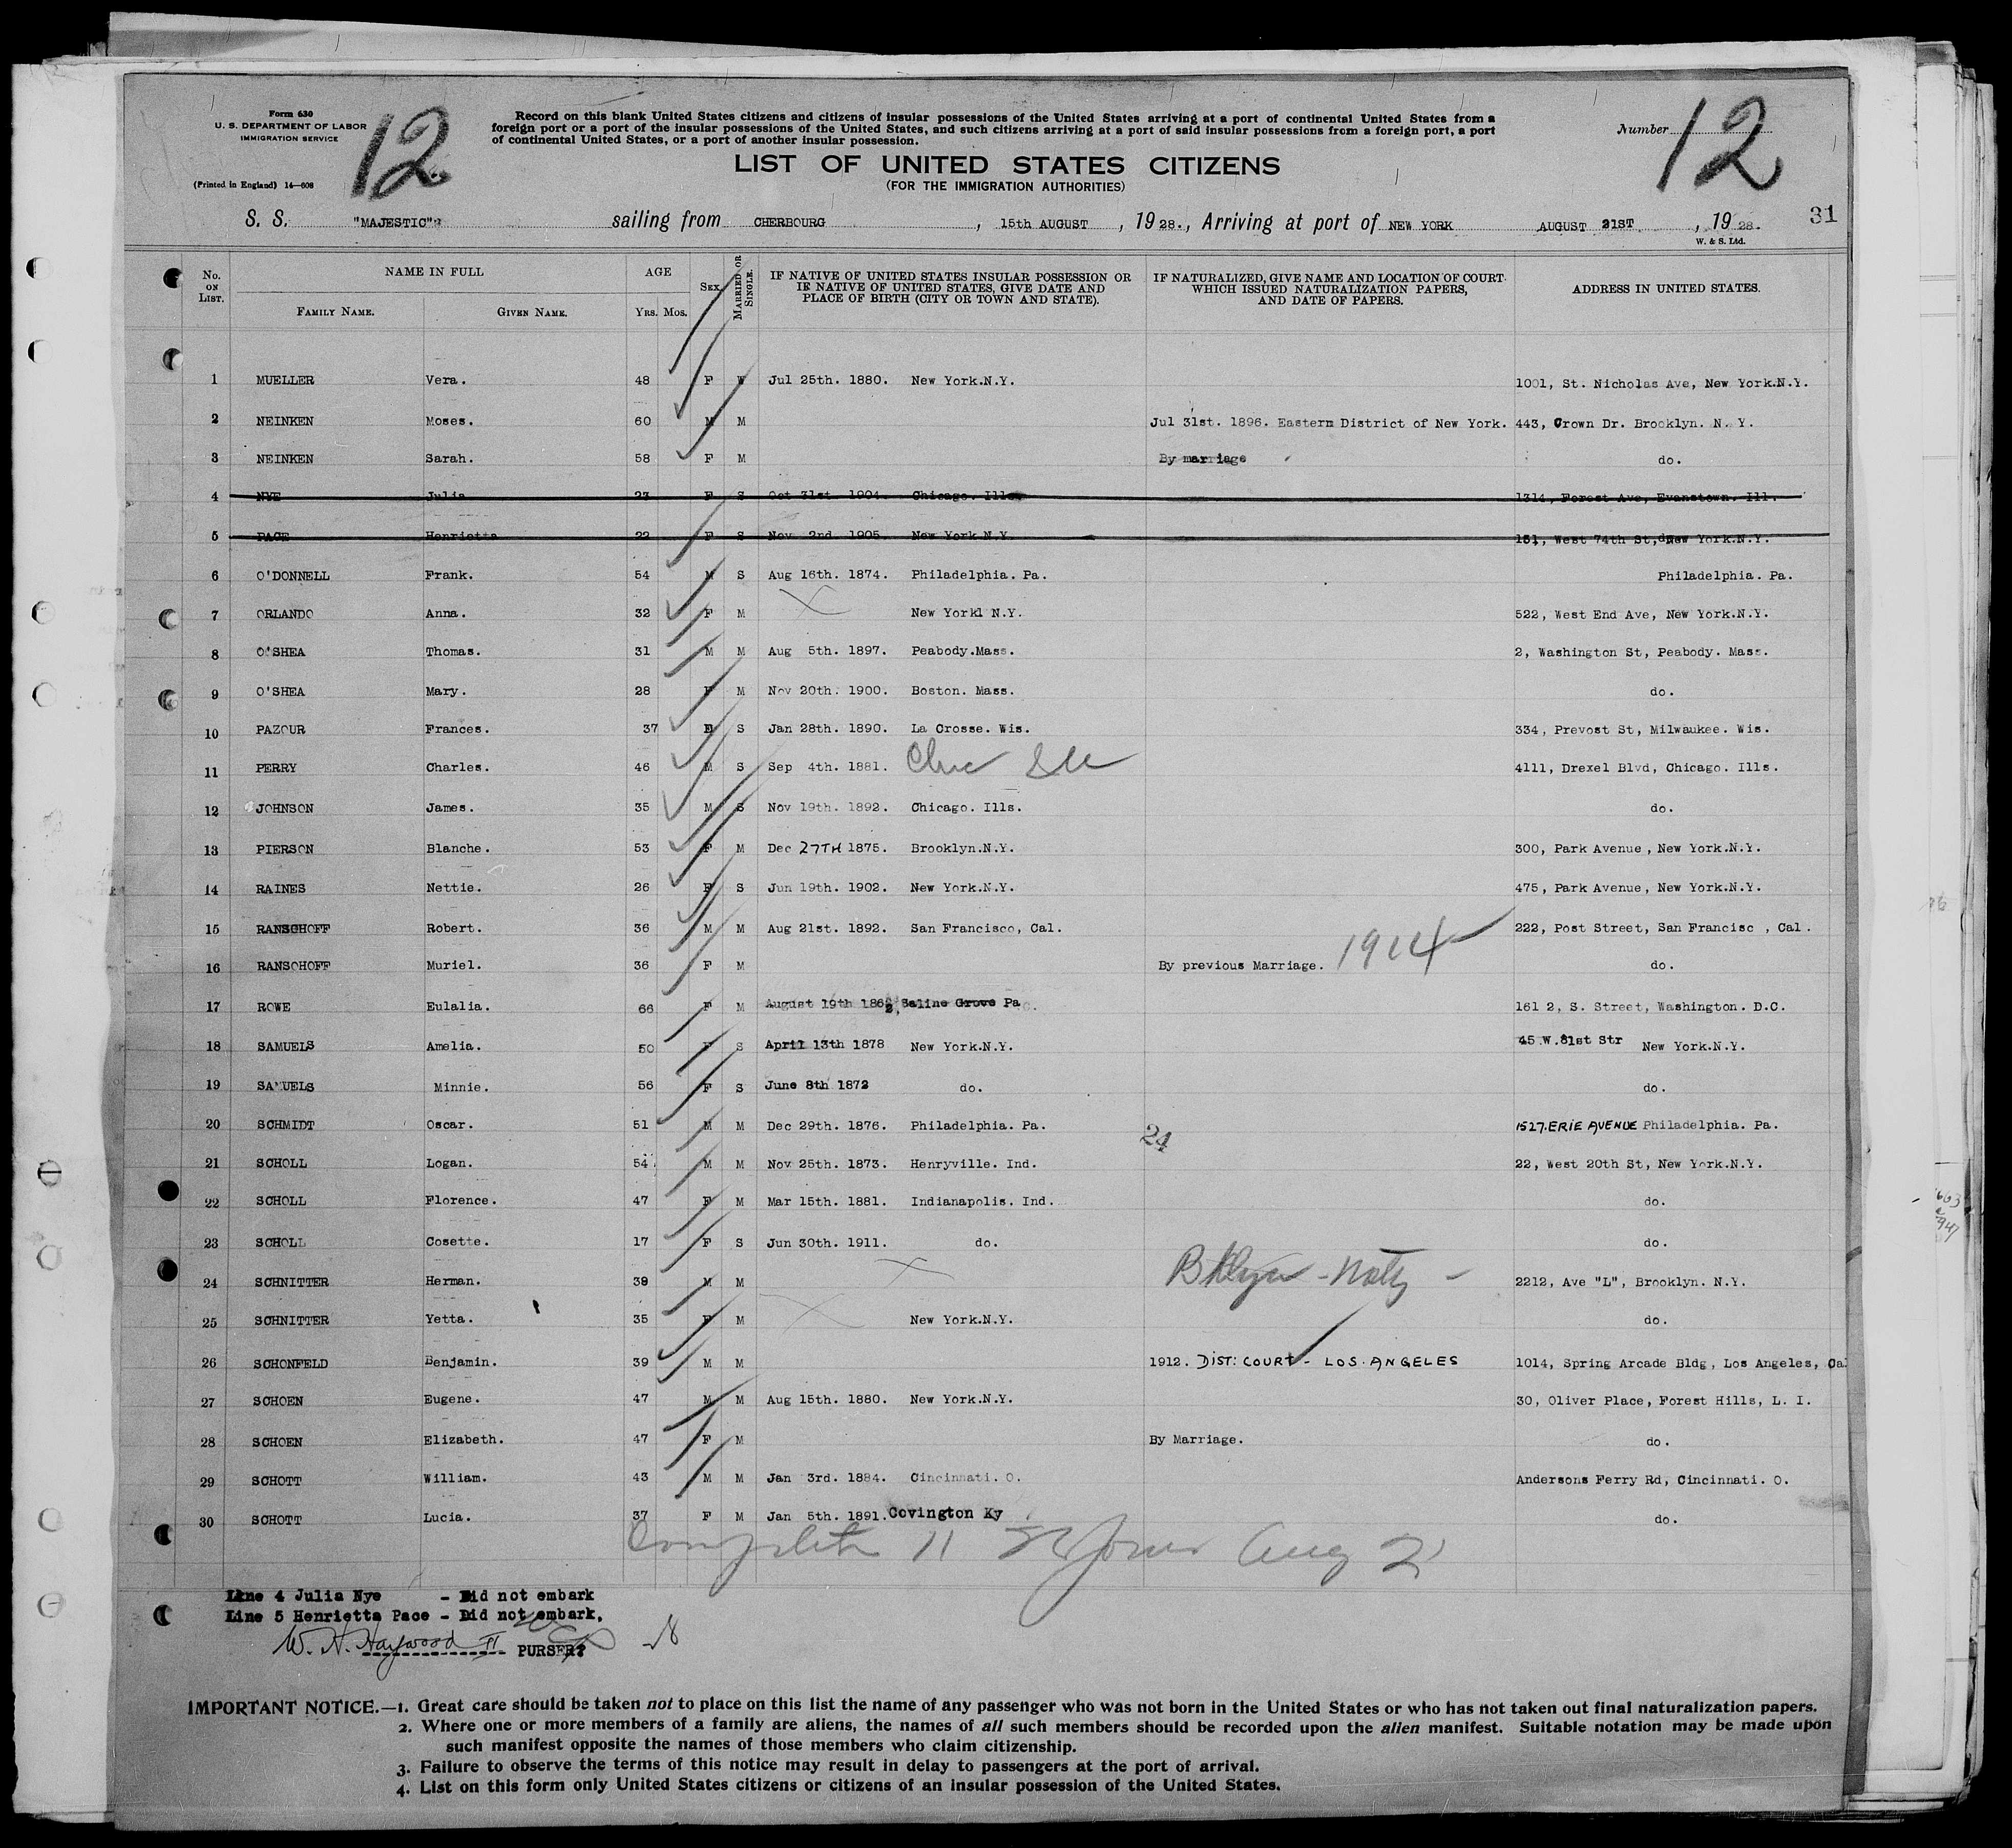 Form 630
U. S. DEPARTMENT OF LABOR
IMMIGRATION SERVICE
12
Record on this blank United States citizens and citizens of insular possessions of the United States arriving at a port of continental United States from a
foreign port or a port of the insular possessions of the United States, and such citizens arriving at a port of said insular possessions from a foreign port, a port
of continental United States, or a port of another insular possession.
Number 12
LIST OF UNITED STATES CITIZENS
(FOR THE IMMIGRATION AUTHORITIES)
(Printed in England) 14—608
S. S. "MAJESTIC" sailing from CHERBOURG, 15th AUGUST, 1928., Arriving at port of NEW YORK AUGUST 21ST, 1928. 31
W. & S. Ltd.
No. ON LIST. NAME IN FULL AGE SEX MARRIED OR SINGLE. IF NATIVE OF UNITED STATES INSULAR POSSESSION OR IF NATIVE OF UNITED STATES, GIVE DATE AND PLACE OF BIRTH (CITY OR TOWN AND STATE). IF NATURALIZED, GIVE NAME AND LOCATION OF COURT WHICH ISSUED NATURALIZATION PAPERS, AND DATE OF PAPERS. ADDRESS IN UNITED STATES.
FAMILY NAME. GIVEN NAME. YRS. MOS.
1 MUELLER Vera. 48 F W Jul 25th. 1880. New York.N.Y. 1001, St. Nicholas Ave, New York.N.Y.
2 NEINKEN Moses. 60 M M Jul 31st. 1896. Eastern District of New York. 443, Crown Dr. Brooklyn. N. Y.
3 NEINKEN Sarah. 58 F M By marriage do.
4 NYE Julia 23 F S Oct 31st. 1904. Chicago. Ills 1314, Forest Ave, Evanstown. Ill.
5 PACE Henrietta 22 F S Nov 2nd. 1905. New York N.Y. 151, West 74th St, New York.N.Y.
6 O'DONNELL Frank. 54 M S Aug 16th. 1874. Philadelphia. Pa. Philadelphia. Pa.
7 ORLANDO Anna. 32 F M New York N.Y. 522, West End Ave, New York.N.Y.
8 O'SHEA Thomas. 31 M M Aug 5th. 1897. Peabody.Mass. 2, Washington St, Peabody. Mass.
9 O'SHEA Mary. 28 F M Nov 20th. 1900. Boston. Mass. do.
10 PAZOUR Frances. 37 F S Jan 28th. 1890. La Crosse. Wis. 334, Prevost St, Milwaukee. Wis.
11 PERRY Charles. 46 M S Sep 4th. 1881. 4111, Drexel Blvd, Chicago. Ills.
12 JOHNSON James. 35 M S Nov 19th. 1892. Chicago. Ills. do.
13 PIERSON Blanche. 53 F M Dec 27TH 1875. Brooklyn.N.Y. 300, Park Avenue, New York.N.Y.
14 RAINES Nettie. 26 F S Jun 19th. 1902. New York.N.Y. 475, Park Avenue, New York.N.Y.
15 RANSCHOFF Robert. 36 M M Aug 21st. 1892. San Francisco, Cal. 222, Post Street, San Francisc , Cal.
16 RANSCHOFF Muriel. 36 F M By previous Marriage. 1914 do.
17 ROWE Eulalia. 66 F M August 19th 1862, Saline Grove Pa 161 2, S. Street, Washington. D.C.
18 SAMUELS Amelia. 50 F S April 13th 1878 New York.N.Y. 45 W.81st Str New York.N.Y.
19 SAMUELS Minnie. 56 F S June 8th 1872 do. do.
20 SCHMIDT Oscar. 51 M M Dec 29th. 1876. Philadelphia. Pa. 24 1527.ERIE AVENUE Philadelphia. Pa.
21 SCHOLL Logan. 54 M M Nov 25th. 1873. Henryville. Ind. 22, West 20th St, New York.N.Y.
22 SCHOLL Florence. 47 F M Mar 15th. 1881. Indianapolis. Ind. do.
23 SCHOLL Cosette. 17 F S Jun 30th. 1911. do. do.
24 SCHNITTER Herman. 39 M M 2212, Ave "L", Brooklyn. N.Y.
25 SCHNITTER Yetta. 35 F M New York.N.Y. do.
26 SCHONFELD Benjamin. 39 M M 1912. DIST: COURT - LOS. ANGELES 1014, Spring Arcade Bldg, Los Angeles, Cal
27 SCHOEN Eugene. 47 M M Aug 15th. 1880. New York.N.Y. 30, Oliver Place, Forest Hills, L. I.
28 SCHOEN Elizabeth. 47 F M By Marriage. do.
29 SCHOTT William. 43 M M Jan 3rd. 1884. Cincinnati. O. Andersons Ferry Rd, Cincinnati. O.
30 SCHOTT Lucia. 37 F M Jan 5th. 1891. Covington Ky do.
Line 4 Julia Nye - Did not embark
Line 5 Henrietta Pace - Did not embark,
W. H. Haywood II PURSER
IMPORTANT NOTICE.—1. Great care should be taken not to place on this list the name of any passenger who was not born in the United States or who has not taken out final naturalization papers.
2. Where one or more members of a family are aliens, the names of all such members should be recorded upon the alien manifest. Suitable notation may be made upon
such manifest opposite the names of those members who claim citizenship.
3. Failure to observe the terms of this notice may result in delay to passengers at the port of arrival.
4. List on this form only United States citizens or citizens of an insular possession of the United States.